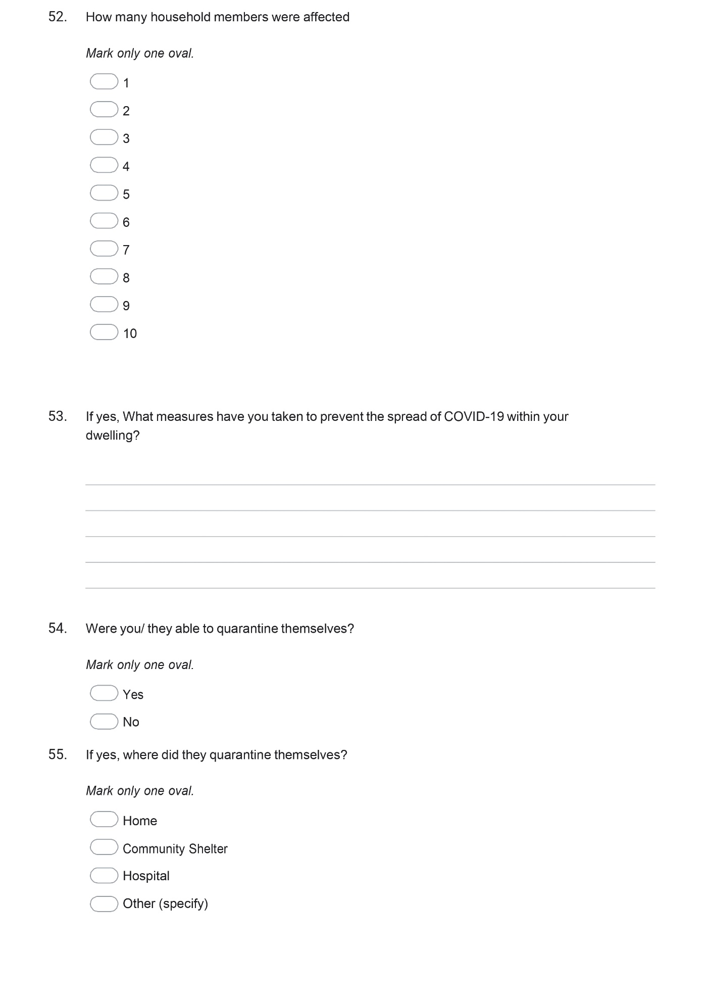 52. How many household members were affected
Mark only one oval.
1
2
3
4
5
6
7
8
9
10
53. If yes, What measures have you taken to prevent the spread of COVID-19 within your
dwelling?
54. Were you/ they able to quarantine themselves?
Mark only one oval.
Yes
No
55. If yes, where did they quarantine themselves?
Mark only one oval.
Home
Community Shelter
Hospital
Other (specify)